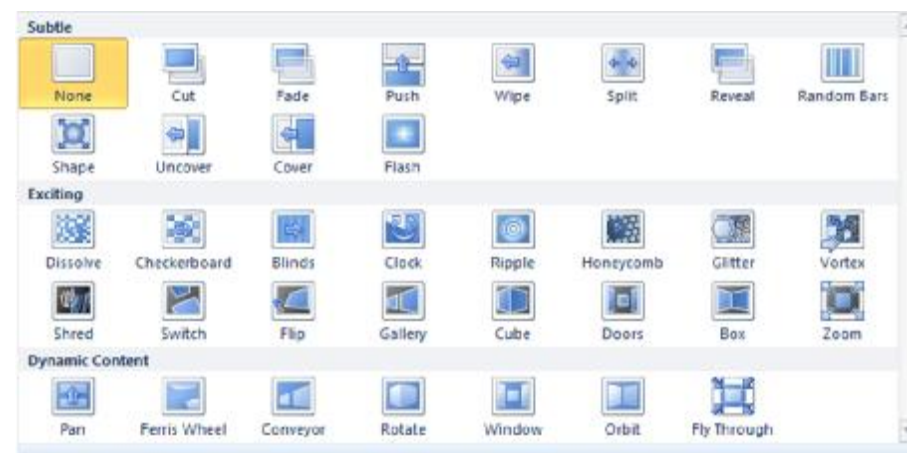 Subtle
None Cut Fade Push Wipe Split Reveal Random Bars
Shape Uncover Cover Flash
Exciting
Dissolve Checkerboard Blinds Clock Ripple Honeycomb Glitter Vortex
Shred Switch Flip Gallery Cube Doors Box Zoom
Dynamic Content
Pan Ferris Wheel Conveyor Rotate Window Orbit Fly Through